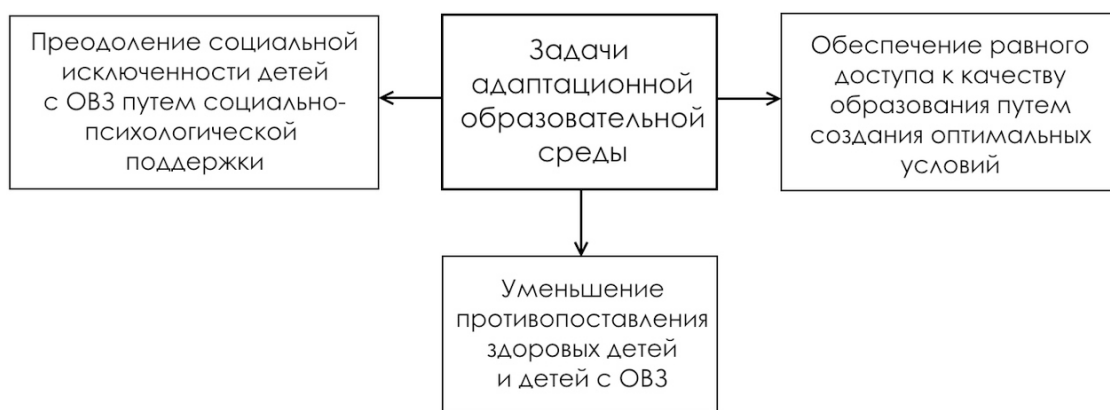 Преодоление социальной
исключенности детей
с ОВЗ путем социально-
психологической
поддержки
Задачи
адаптационной
образовательной
среды
Обеспечение равного
доступа к качеству
образования путем
создания оптимальных
условий
Уменьшение
противопоставления
здоровых детей
и детей с ОВЗ